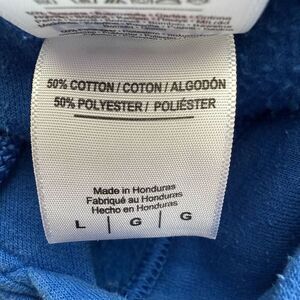 50% COTTON / COTON / ALGODÓN
50% POLYESTER / POLIÉSTER
Made in Honduras
Fabriqué au Honduras
Hecho en Honduras
L | G | G